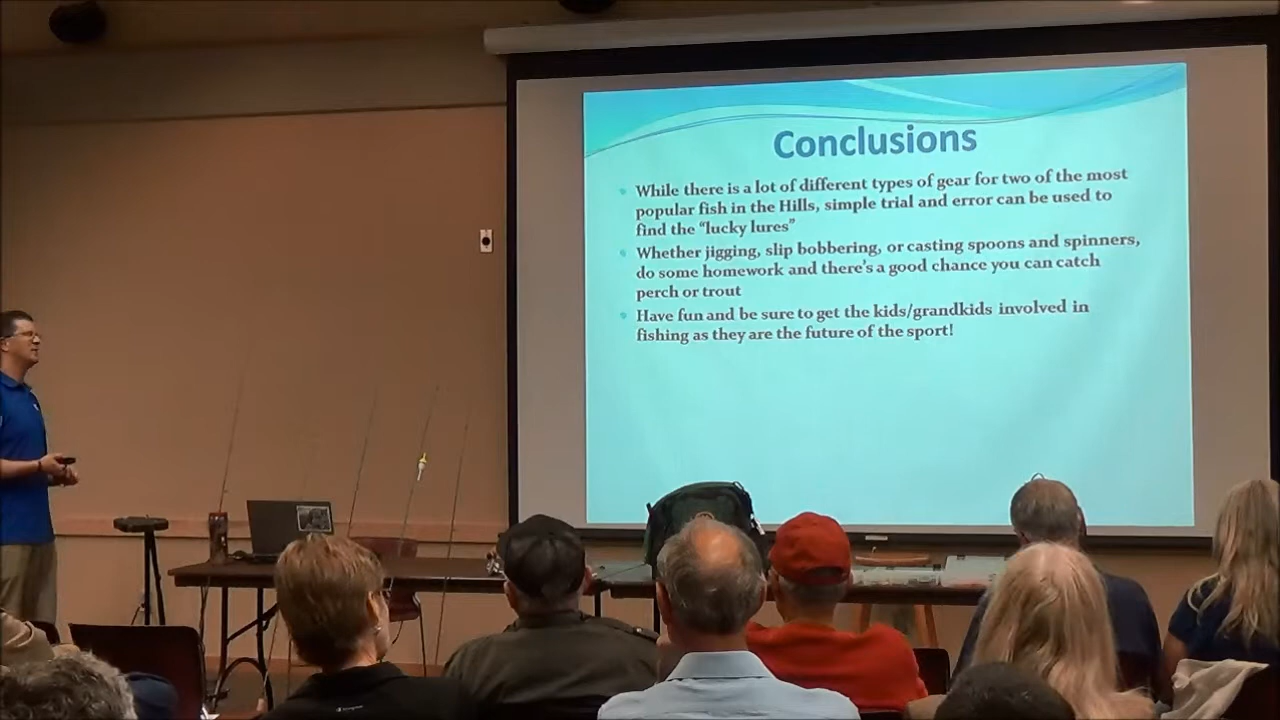 Conclusions
While there is a lot of different types of gear for two of the most
popular fish in the Hills, simple trial and error can be used to
find the “lucky lures”
Whether jigging, slip bobbering, or casting spoons and spinners,
do some homework and there's a good chance you can catch
perch or trout
Have fun and be sure to get the kids/grandkids involved in
fishing as they are the future of the sport!